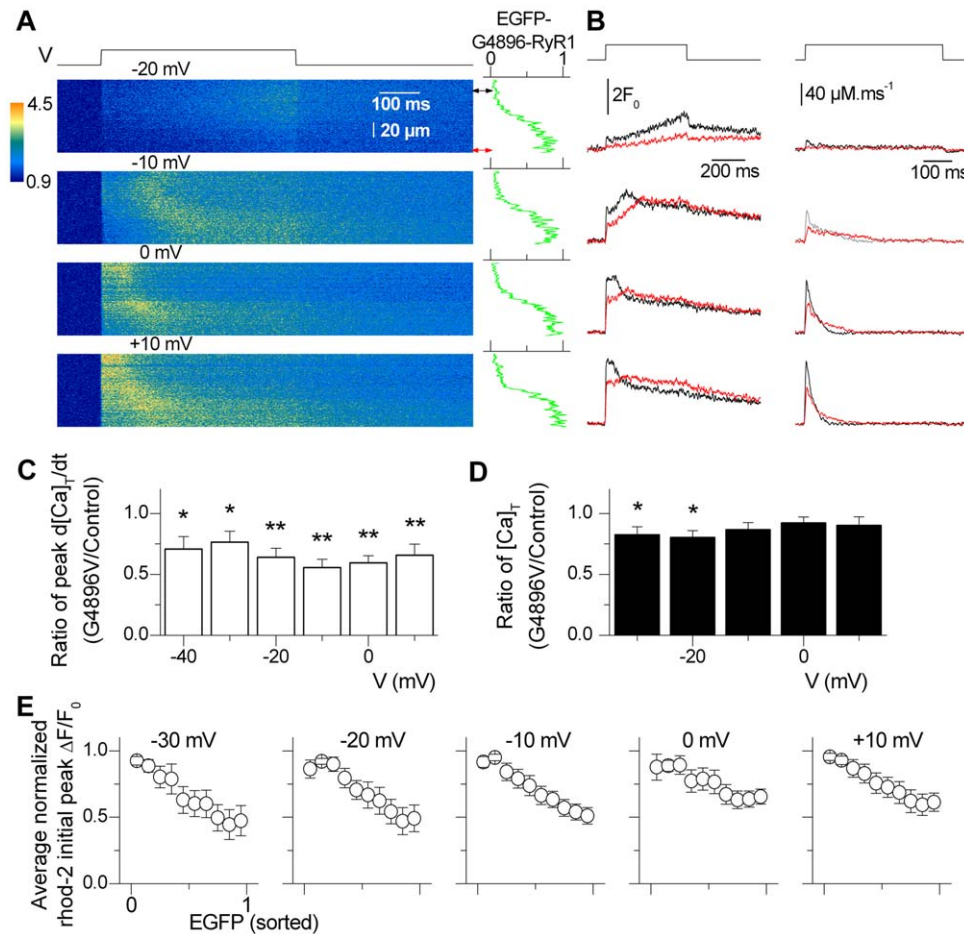 A
EGFP-
G4896-RyR1
B
V
0 1
-20 mV
4.5
0.9
100 ms
20 µm
2F0
40 µM.ms-1
200 ms
100 ms
-10 mV
0 mV
+10 mV
C
Ratio of peak d[Ca]T/dt
(G4896V/Control)
1.0
0.5
0.0
* * ** ** ** **
-40 -20 0
V (mV)
D
Ratio of [Ca]T
(G4896V/Control)
1.0
0.5
0.0
* *
-20 0
V (mV)
E
Average normalized
rhod-2 initial peak ΔF/F0
-30 mV -20 mV -10 mV 0 mV +10 mV
1.0
0.5
0.0
0 1
EGFP (sorted)